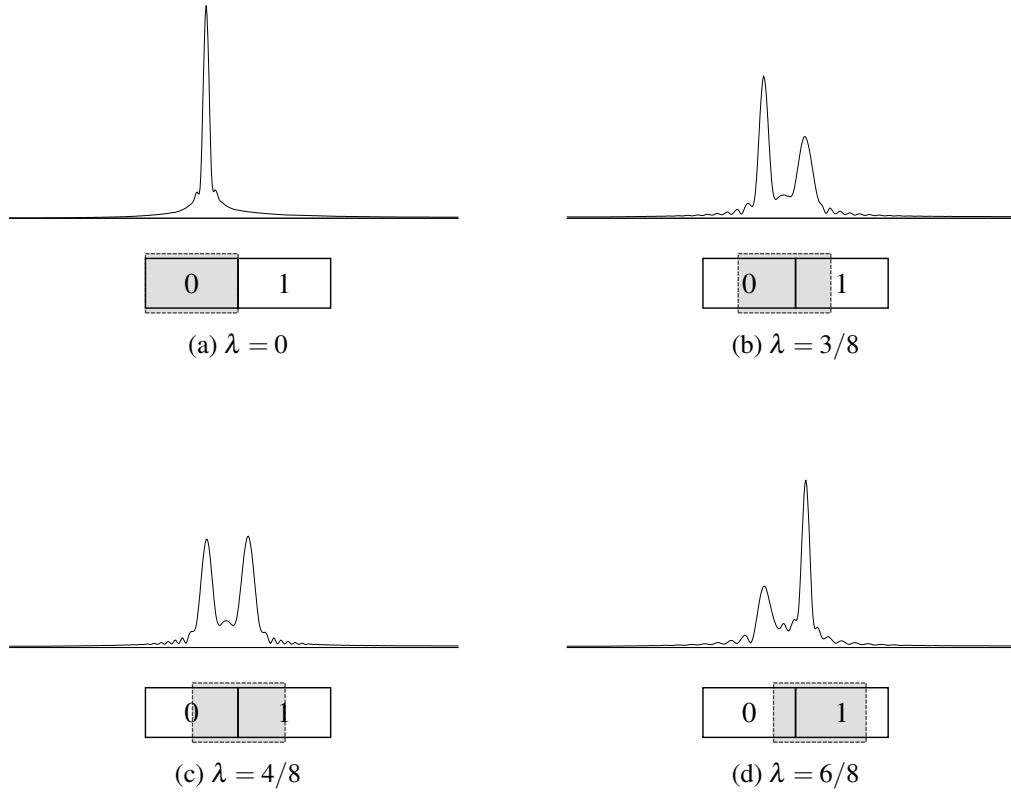 0 1
(a) λ = 0
0 1
(b) λ = 3/8
0 1
(c) λ = 4/8
0 1
(d) λ = 6/8